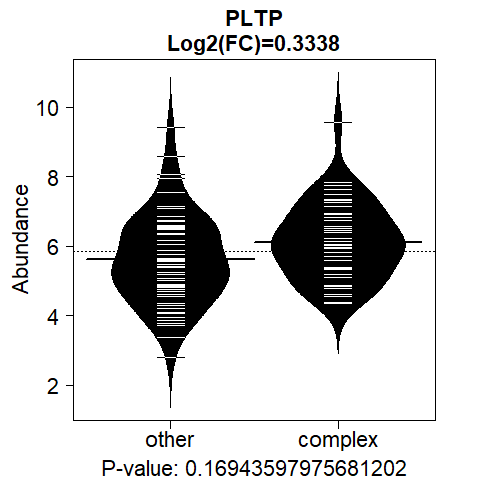 PLTP
Log2(FC)=0.3338
Abundance
10
8
6
4
2
other complex
P-value: 0.16943597975681202